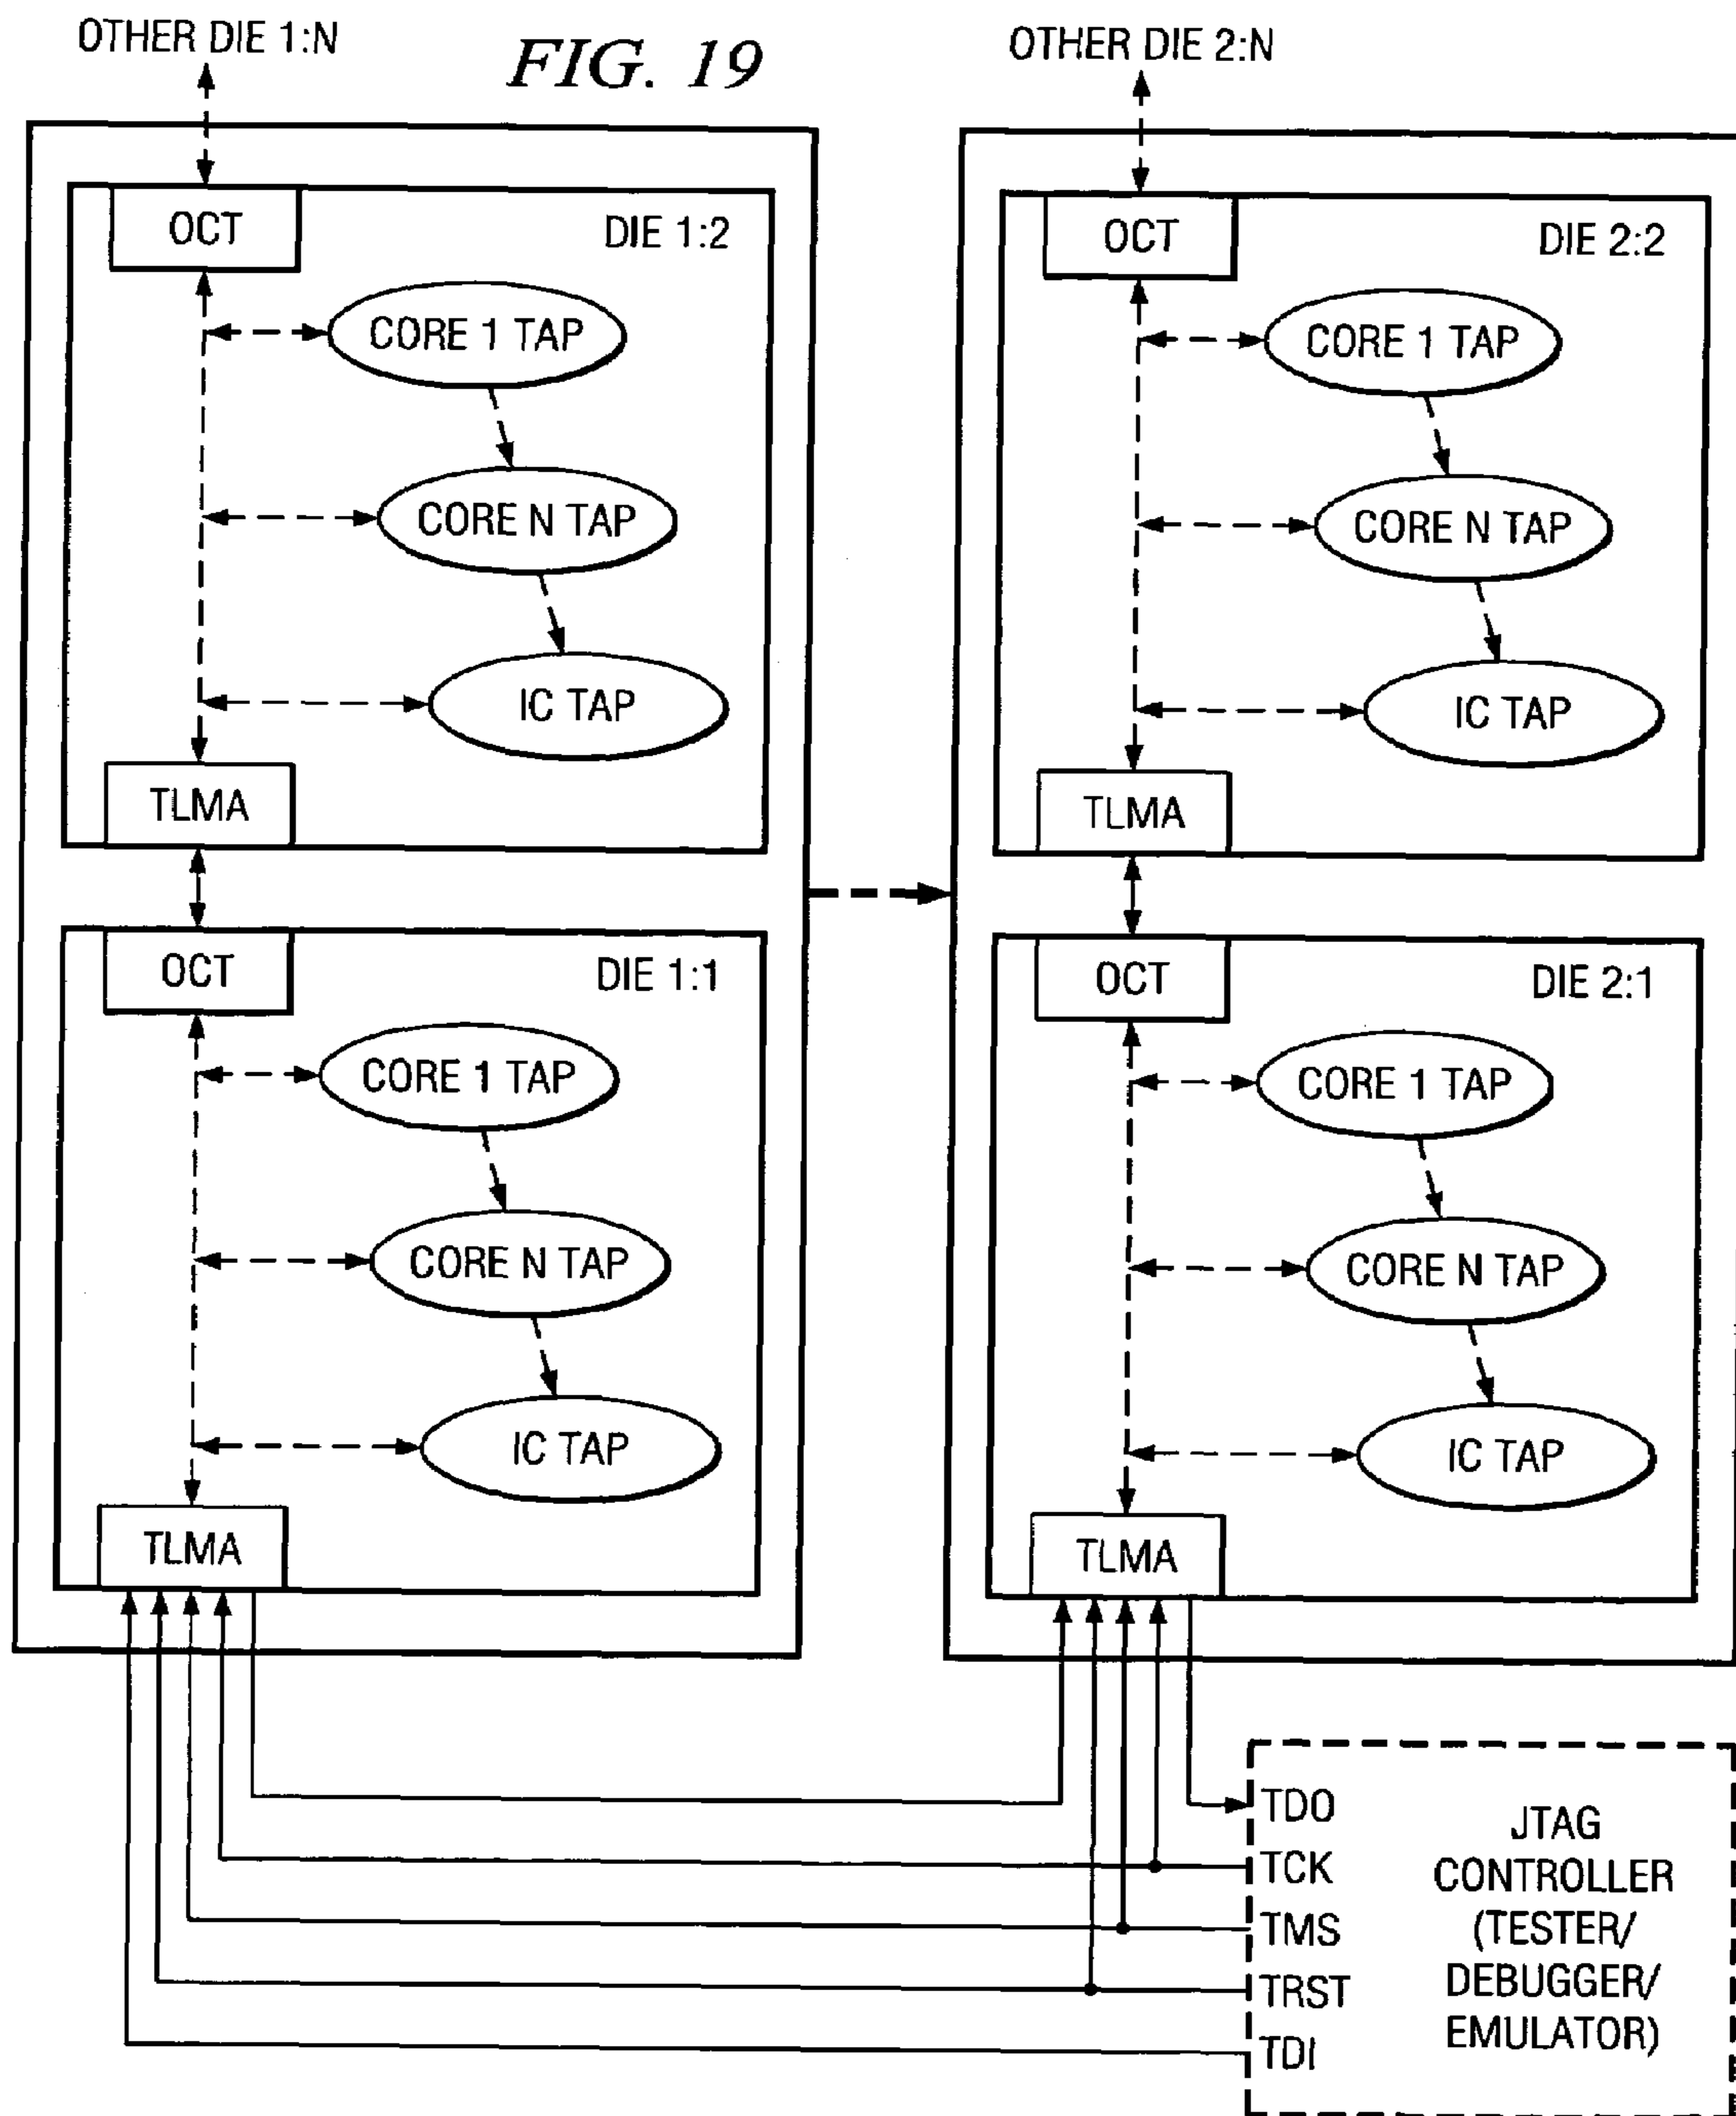 OTHER DIE 1:N
FIG. 19
OTHER DIE 2:N
OCT
DIE 1:2
CORE 1 TAP
CORE N TAP
IC TAP
TLMA
OCT
DIE 2:2
CORE 1 TAP
CORE N TAP
IC TAP
TLMA
OCT
DIE 1:1
CORE 1 TAP
CORE N TAP
IC TAP
TLMA
OCT
DIE 2:1
CORE 1 TAP
CORE N TAP
IC TAP
TLMA
TDO
TCK
TMS
TRST
TDI
JTAG
CONTROLLER
(TESTER/
DEBUGGER/
EMULATOR)